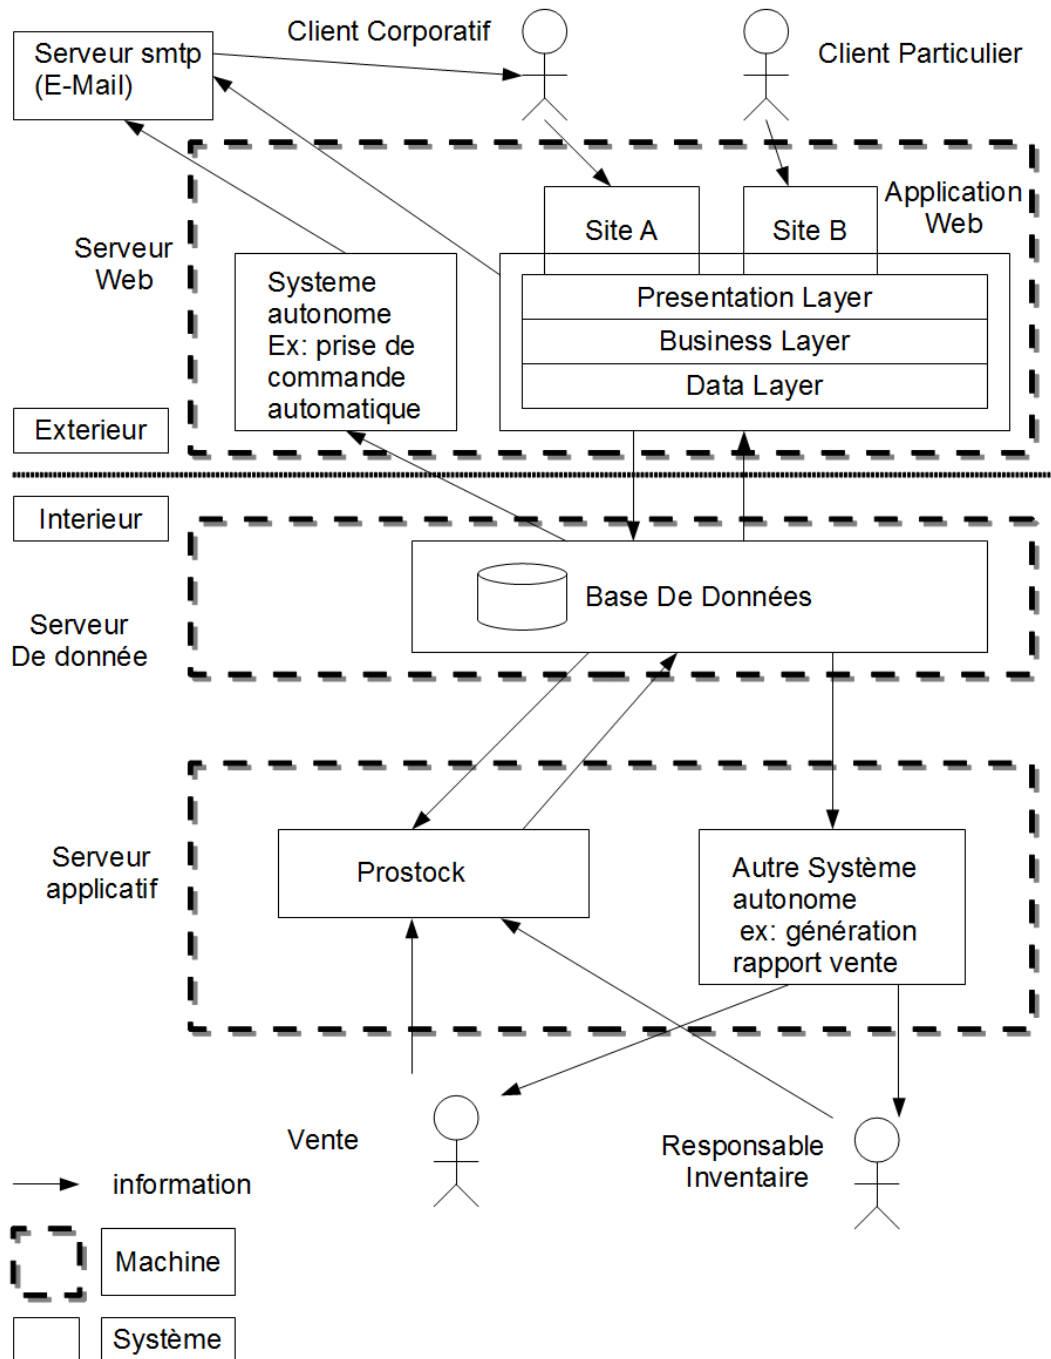 Serveur smtp
(E-Mail)
Client Corporatif
Client Particulier
Serveur
Web
Application
Web
Site A
Site B
Systeme
autonome
Ex: prise de
commande
automatique
Presentation Layer
Business Layer
Data Layer
Exterieur
Interieur
Serveur
De donnée
Base De Données
Serveur
applicatif
Prostock
Autre Système
autonome
ex: génération
rapport vente
Vente
Responsable
Inventaire
information
Machine
Système